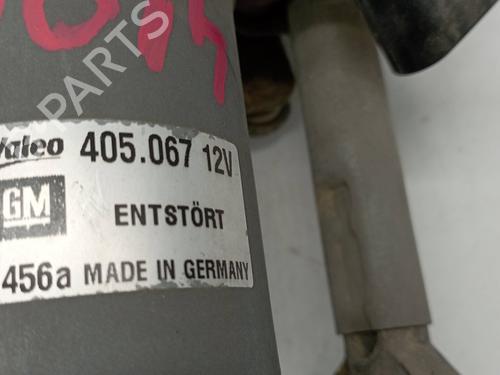 Valeo 405.067 12V
GM
ENTSTÖRT
456a MADE IN GERMANY
PARTS